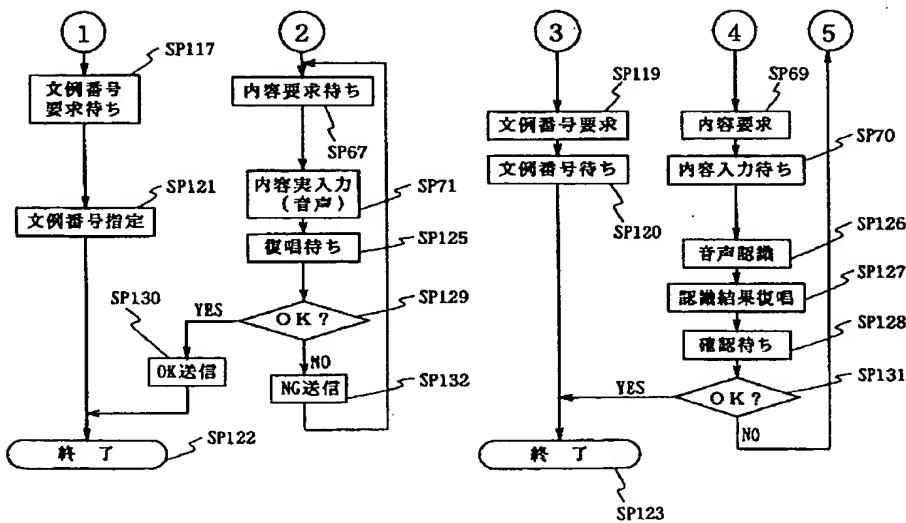 1
SP117
文例番号
要求待ち
SP121
文例番号指定
SP130
YES
OK送信
終 了
SP122
2
内容要求待ち
SP67
内容実入力
(音声)
SP71
復唱待ち
SP125
OK?
SP129
NO
NG送信
SP132
3
SP119
文例番号要求
文例番号待ち
SP120
YES
終 了
SP123
4
SP69
内容要求
SP70
内容入力待ち
SP126
音声認識
SP127
認識結果復唱
SP128
確認待ち
SP131
OK?
NO
5